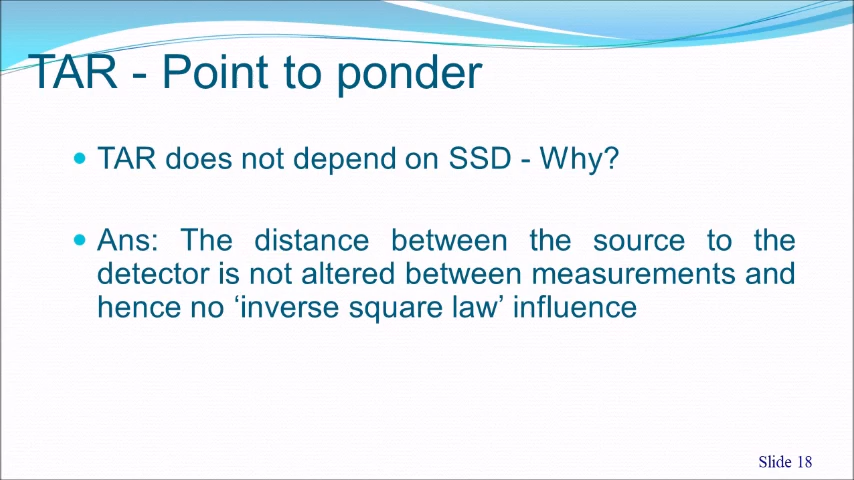 TAR - Point to ponder
• TAR does not depend on SSD - Why?
• Ans: The distance between the source to the
detector is not altered between measurements and
hence no ‘inverse square law’ influence
Slide 18